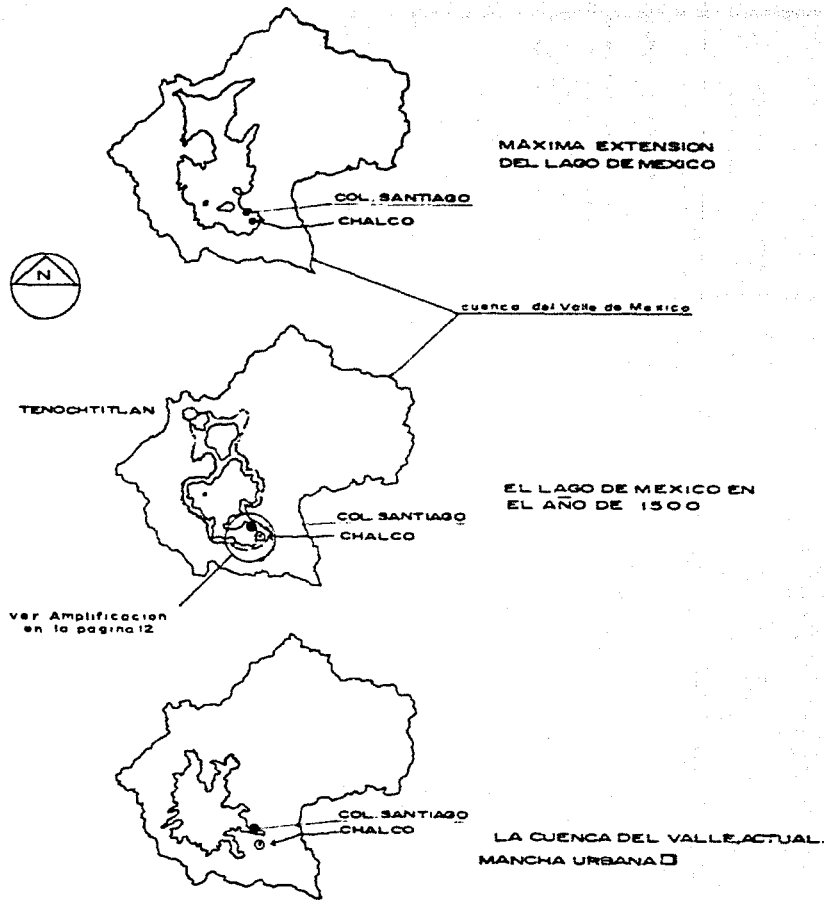 MAXIMA EXTENSION
DEL LAGO DE MEXICO
COL. SANTIAGO
CHALCO
N
cuenca del Valle de Mexico
TENOCHTITLAN
EL LAGO DE MEXICO EN
EL AÑO DE 1500
COL. SANTIAGO
CHALCO
ver Amplificacion
en la pagina 12
COL. SANTIAGO
CHALCO
LA CUENCA DEL VALLE, ACTUAL.
MANCHA URBANA